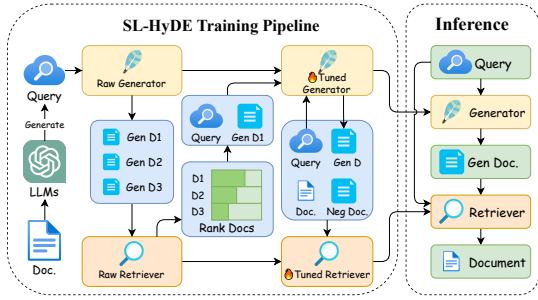 SL-HyDE Training Pipeline
Inference
Query
Generate
LLMs
Doc.
Raw Generator
Gen D1
Gen D2
Gen D3
Raw Retriever
Query
Gen D1
D1
D2
D3
Rank Docs
Tuned
Generator
Query
Gen D
Doc.
Neg Doc.
Tuned Retriever
Query
Generator
Gen Doc.
Retriever
Document